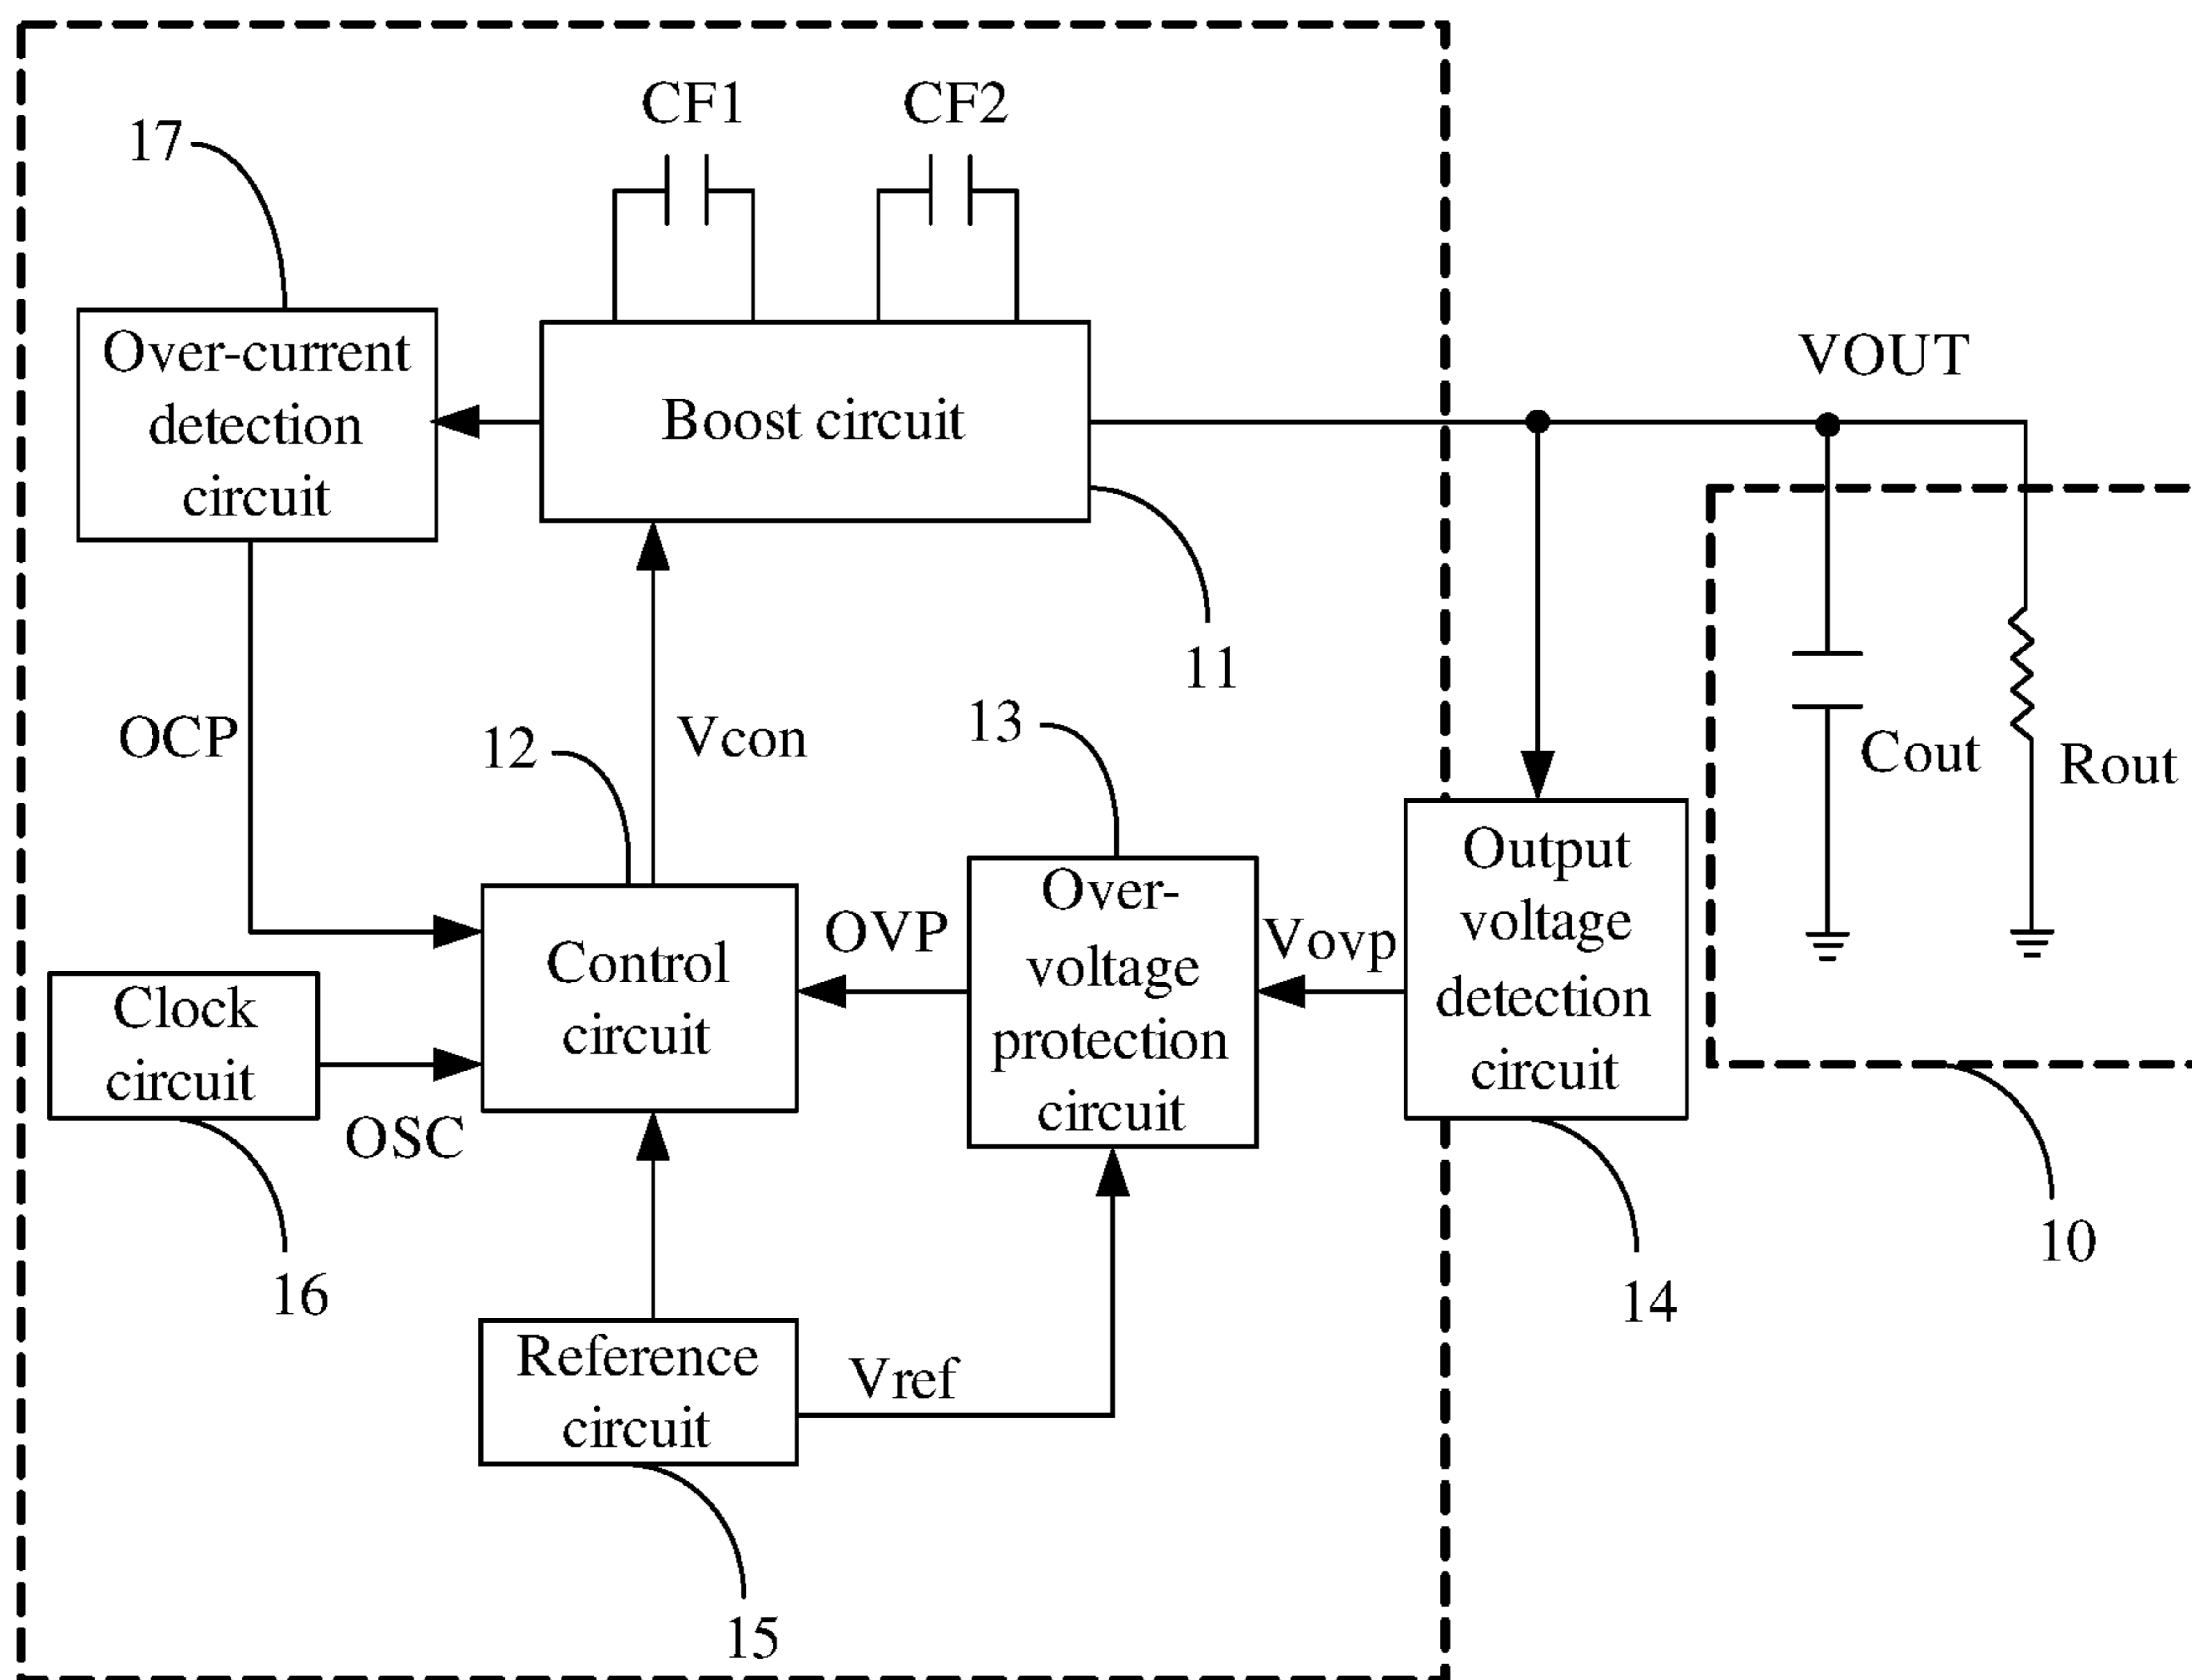 CF1
CF2
17
Over-current
detection
circuit
Boost circuit
VOUT
11
OCP
12
Vcon
13
Cout
Rout
Output
voltage
detection
circuit
Over-
voltage
protection
circuit
OVP
Vovp
Control
circuit
Clock
circuit
OSC
16
10
14
Reference
circuit
Vref
15